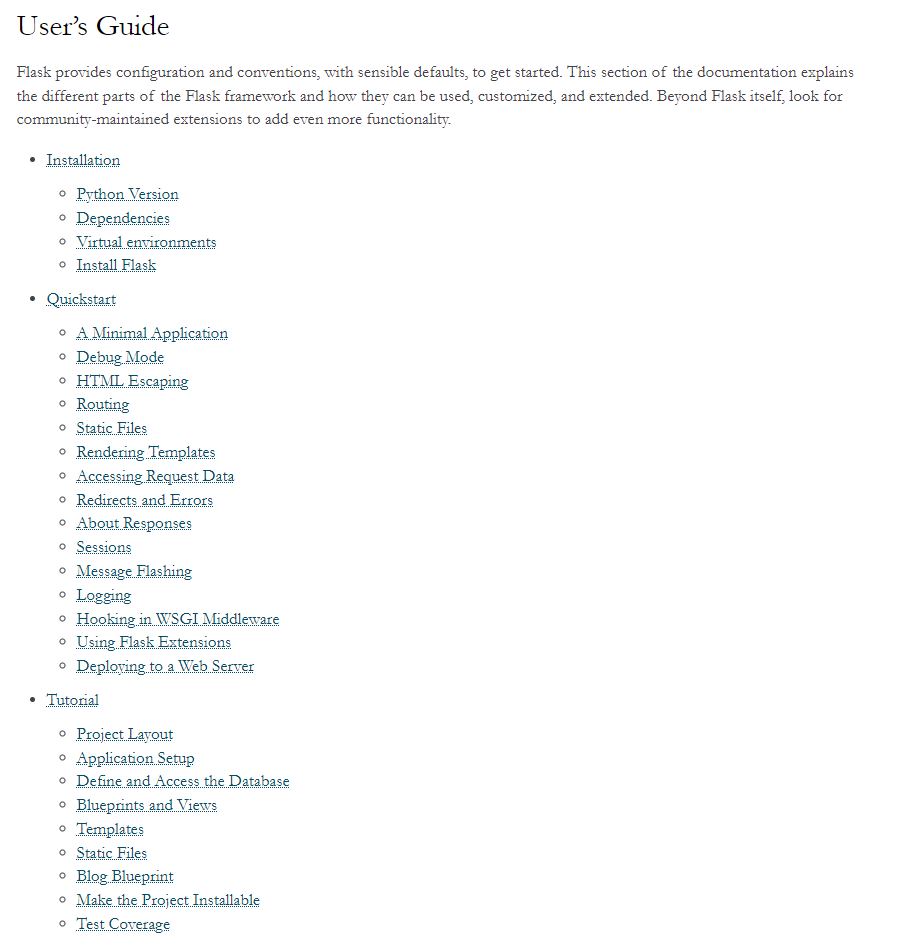 User’s Guide
Flask provides configuration and conventions, with sensible defaults, to get started. This section of the documentation explains
the different parts of the Flask framework and how they can be used, customized, and extended. Beyond Flask itself, look for
community-maintained extensions to add even more functionality.
Installation
Python Version
Dependencies
Virtual environments
Install Flask
Quickstart
A Minimal Application
Debug Mode
HTML Escaping
Routing
Static Files
Rendering Templates
Accessing Request Data
Redirects and Errors
About Responses
Sessions
Message Flashing
Logging
Hooking in WSGI Middleware
Using Flask Extensions
Deploying to a Web Server
Tutorial
Project Layout
Application Setup
Define and Access the Database
Blueprints and Views
Templates
Static Files
Blog Blueprint
Make the Project Installable
Test Coverage